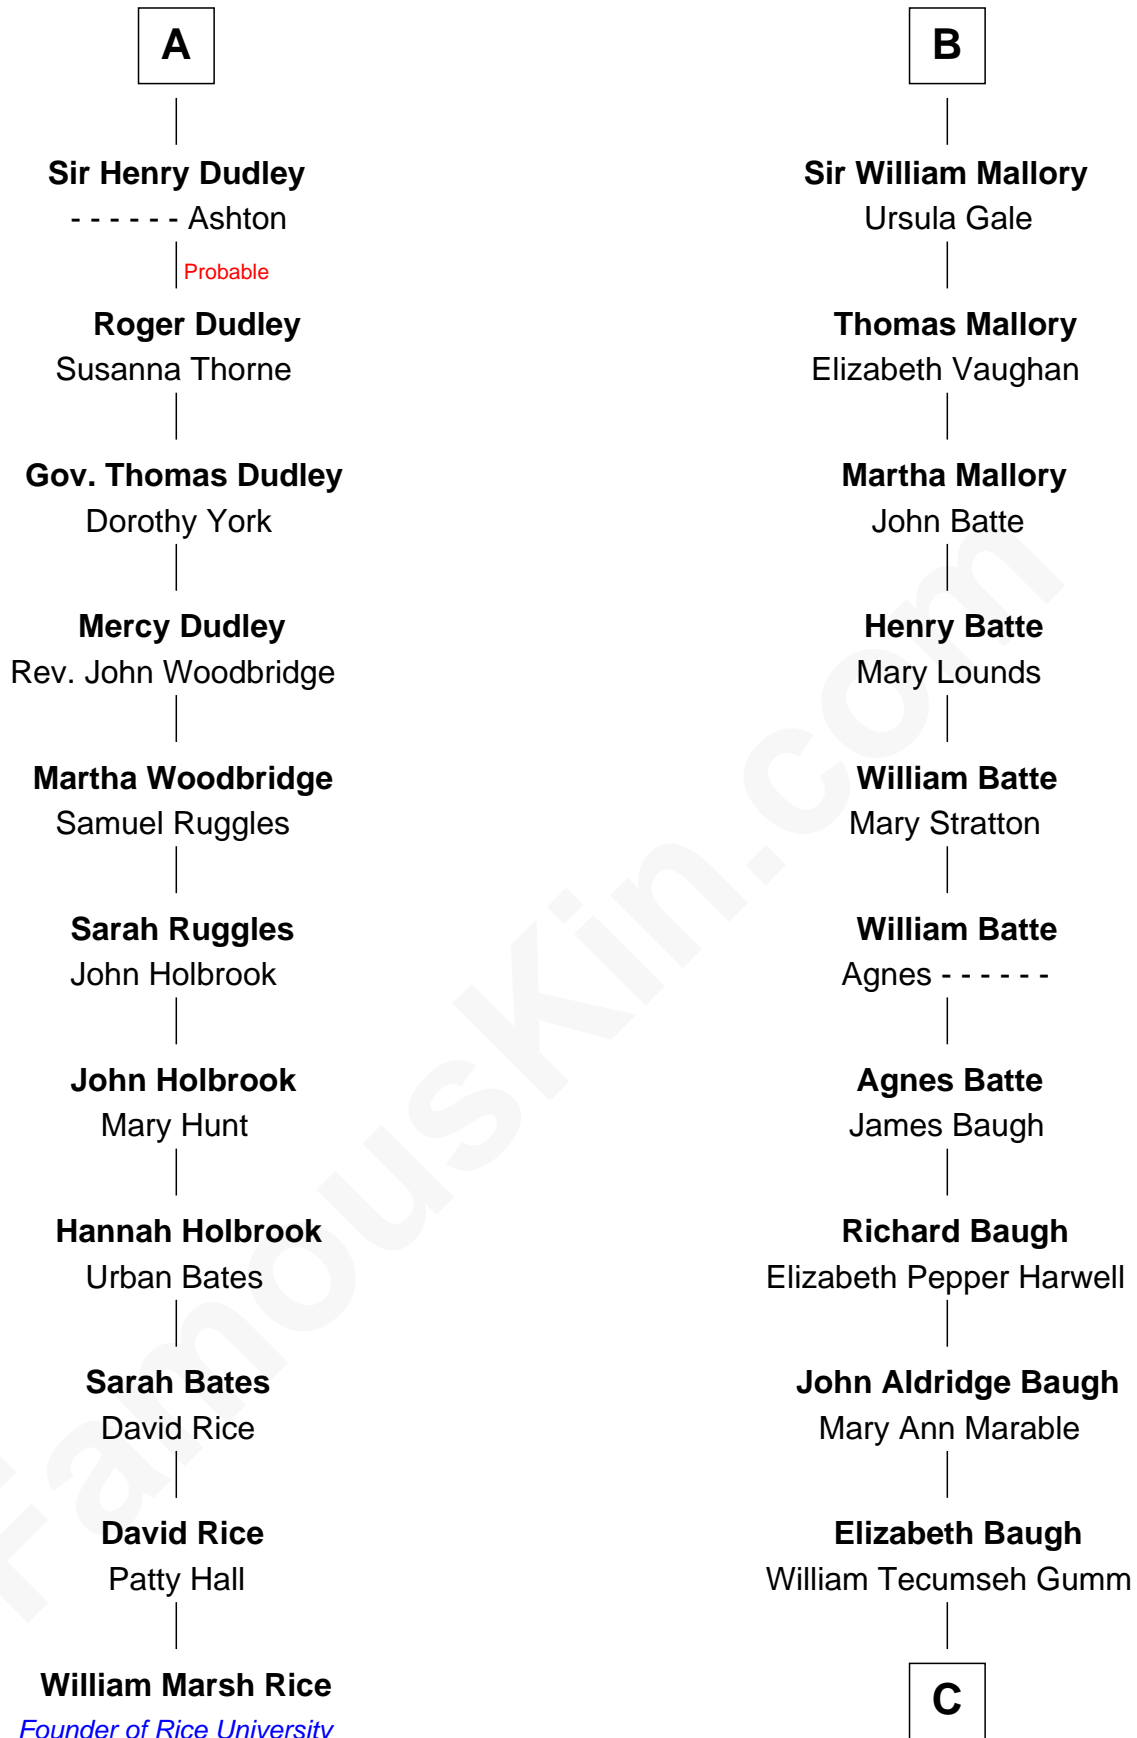 A
Sir Henry Dudley
- - - - - - Ashton
Probable
Roger Dudley
Susanna Thorne
Gov. Thomas Dudley
Dorothy York
Mercy Dudley
Rev. John Woodbridge
Martha Woodbridge
Samuel Ruggles
Sarah Ruggles
John Holbrook
John Holbrook
Mary Hunt
Hannah Holbrook
Urban Bates
Sarah Bates
David Rice
David Rice
Patty Hall
William Marsh Rice
Founder of Rice University
B
Sir William Mallory
Ursula Gale
Thomas Mallory
Elizabeth Vaughan
Martha Mallory
John Batte
Henry Batte
Mary Lounds
William Batte
Mary Stratton
William Batte
Agnes - - - - - -
Agnes Batte
James Baugh
Richard Baugh
Elizabeth Pepper Harwell
John Aldridge Baugh
Mary Ann Marable
Elizabeth Baugh
William Tecumseh Gumm
C
FamousKin.com